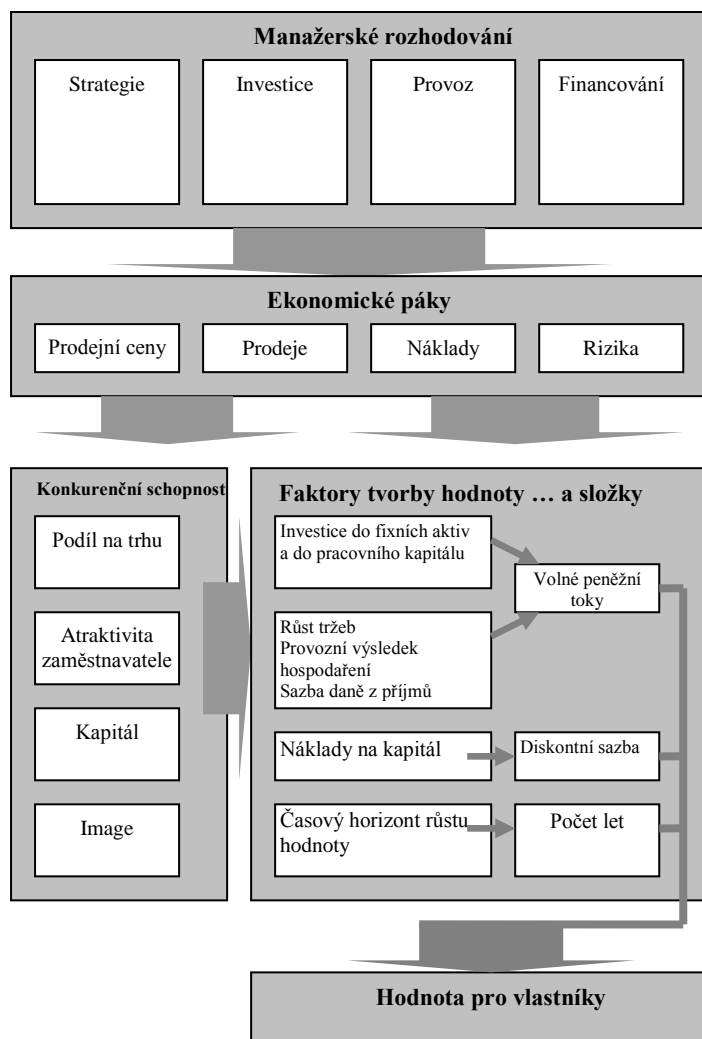 Manažerské rozhodování
Strategie
Investice
Provoz
Financování
Ekonomické páky
Prodejní ceny
Prodeje
Náklady
Rizika
Konkurenční schopnost
Podíl na trhu
Atraktivita
zaměstnavatele
Kapitál
Image
Faktory tvorby hodnoty … a složky
Investice do fixních aktiv
a do pracovního kapitálu
Růst tržeb
Provozní výsledek
hospodaření
Sazba daně z příjmů
Náklady na kapitál
Časový horizont růstu
hodnoty
Volné peněžní
toky
Diskontní sazba
Počet let
Hodnota pro vlastníky